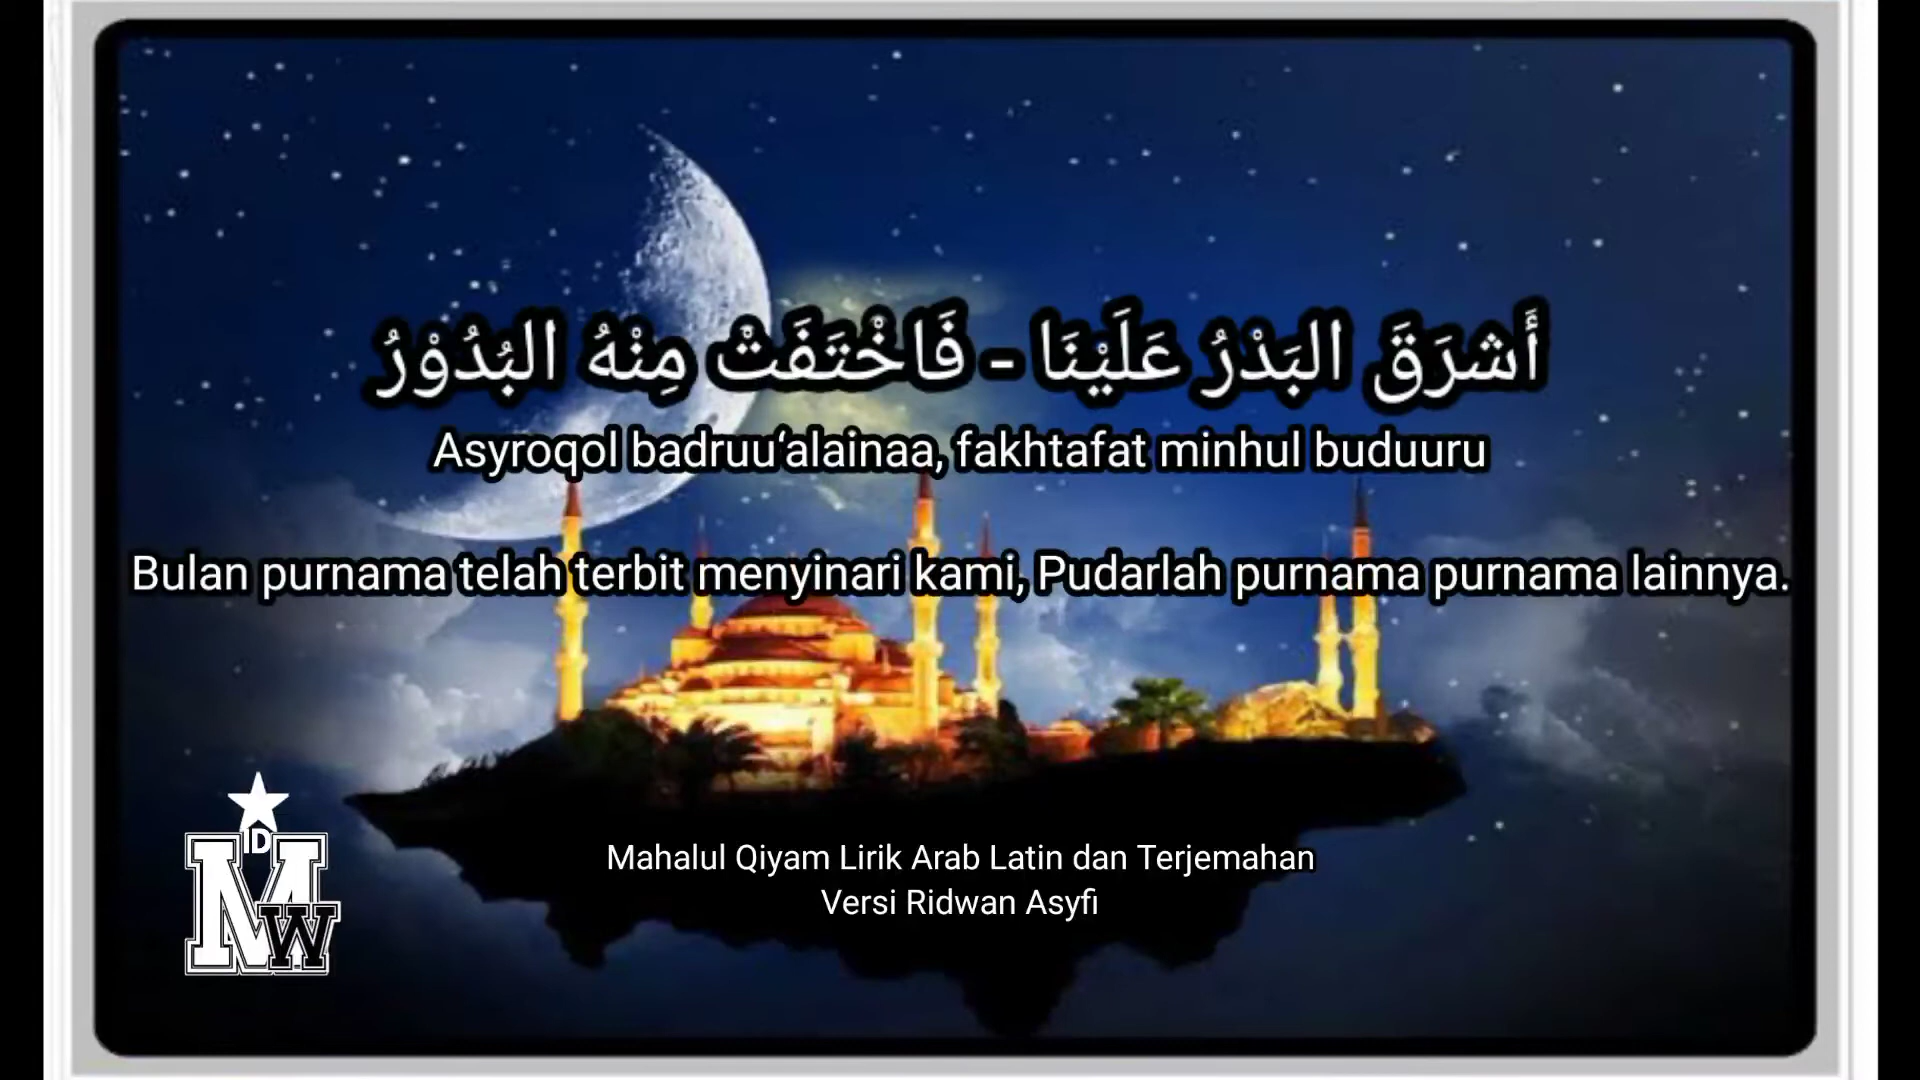 أَشرَقَ البَدْرُ عَلَيْنَا - فَاخْتَفَتْ مِنْهُ البُدُوْرُ
Asyroqol badruu‘alainaa, fakhtafat minhul buduuru
Bulan purnama telah terbit menyinari kami, Pudarlah purnama purnama lainnya.
ID
MW
Mahalul Qiyam Lirik Arab Latin dan Terjemahan
Versi Ridwan Asyfi